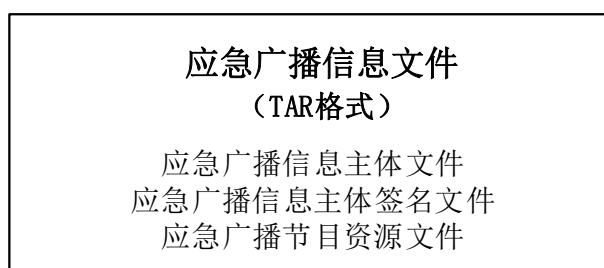 应急广播信息文件
（TAR格式）
应急广播信息主体文件
应急广播信息主体签名文件
应急广播节目资源文件